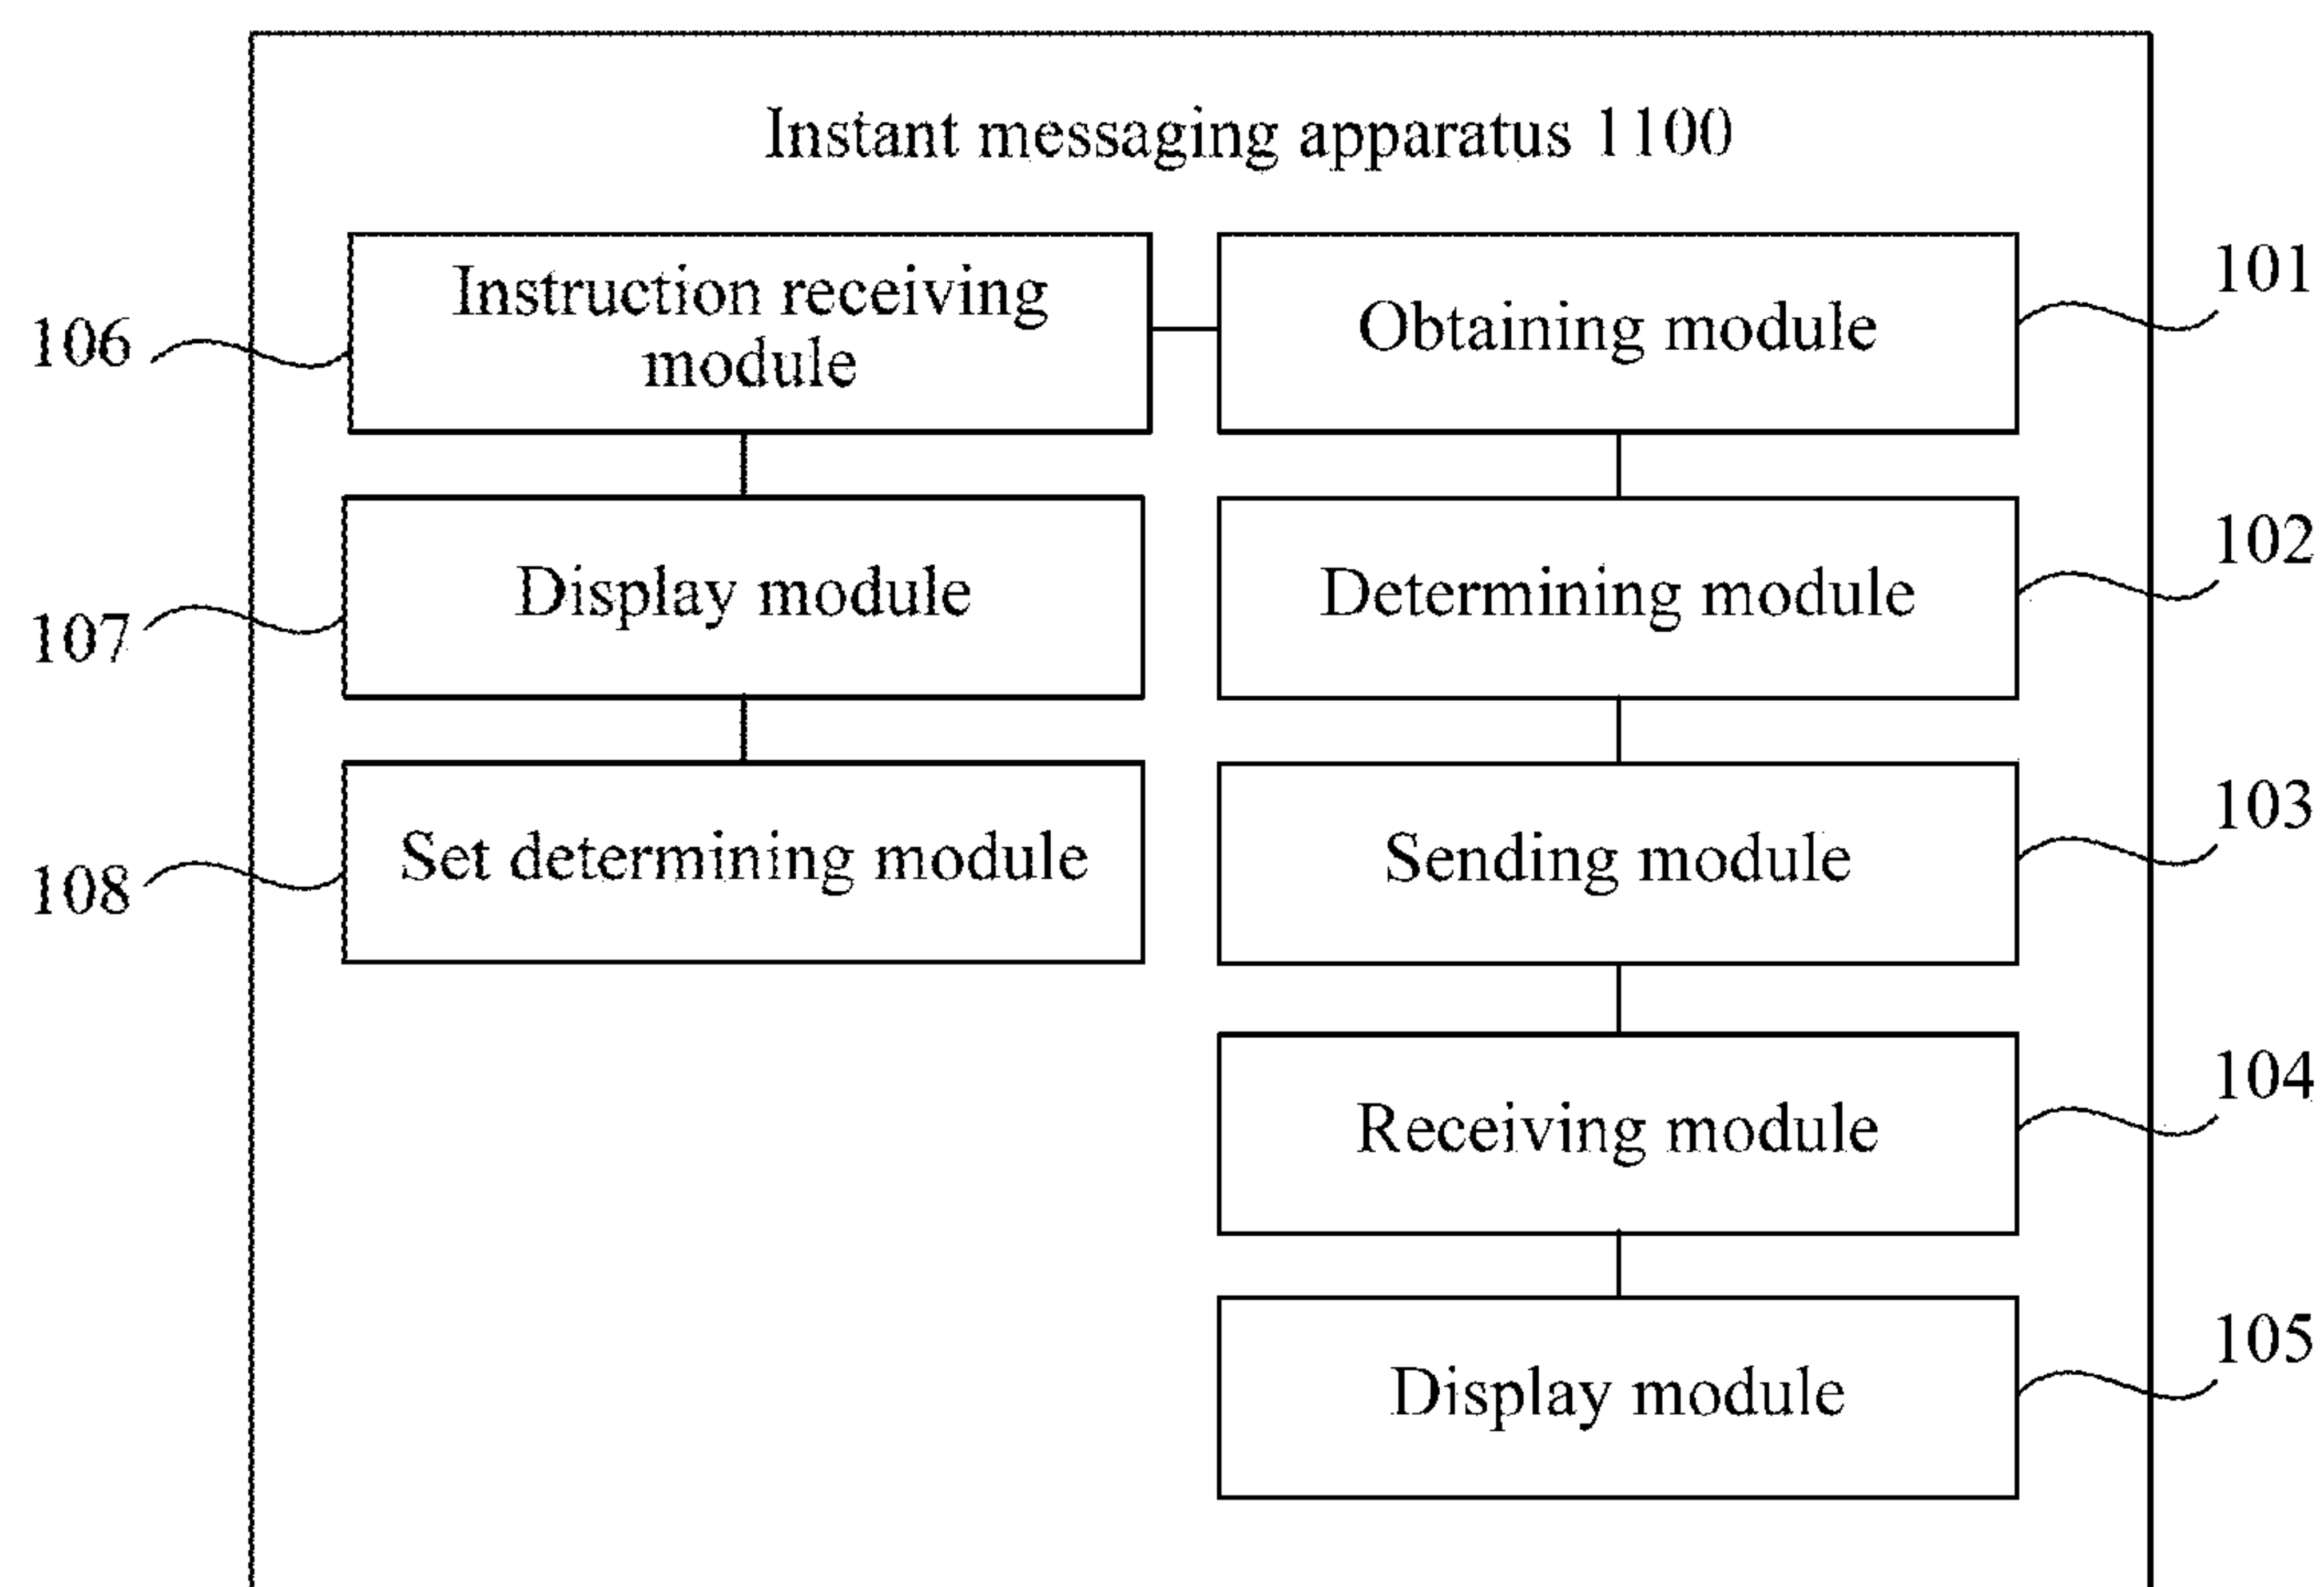 Instant messaging apparatus 1100
106
Instruction receiving
module
Obtaining module
101
107
Display module
Determining module
102
108
Set determining module
Sending module
103
Receiving module
104
Display module
105